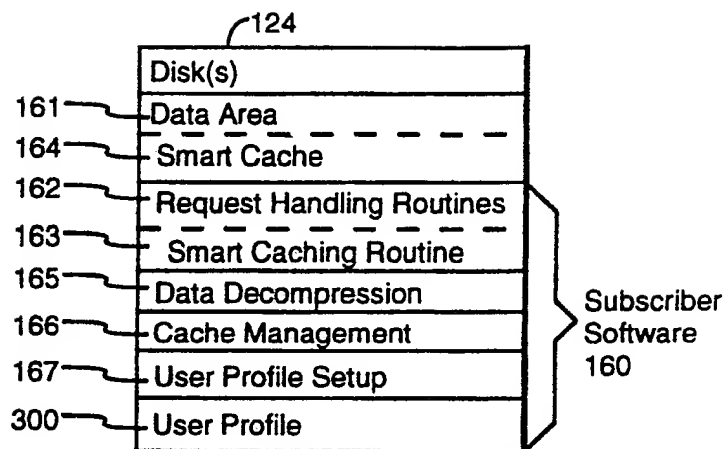 124
Disk(s)
161 Data Area
164 Smart Cache
162 Request Handling Routines
163 Smart Caching Routine
165 Data Decompression
166 Cache Management
167 User Profile Setup
300 User Profile
Subscriber
Software
160